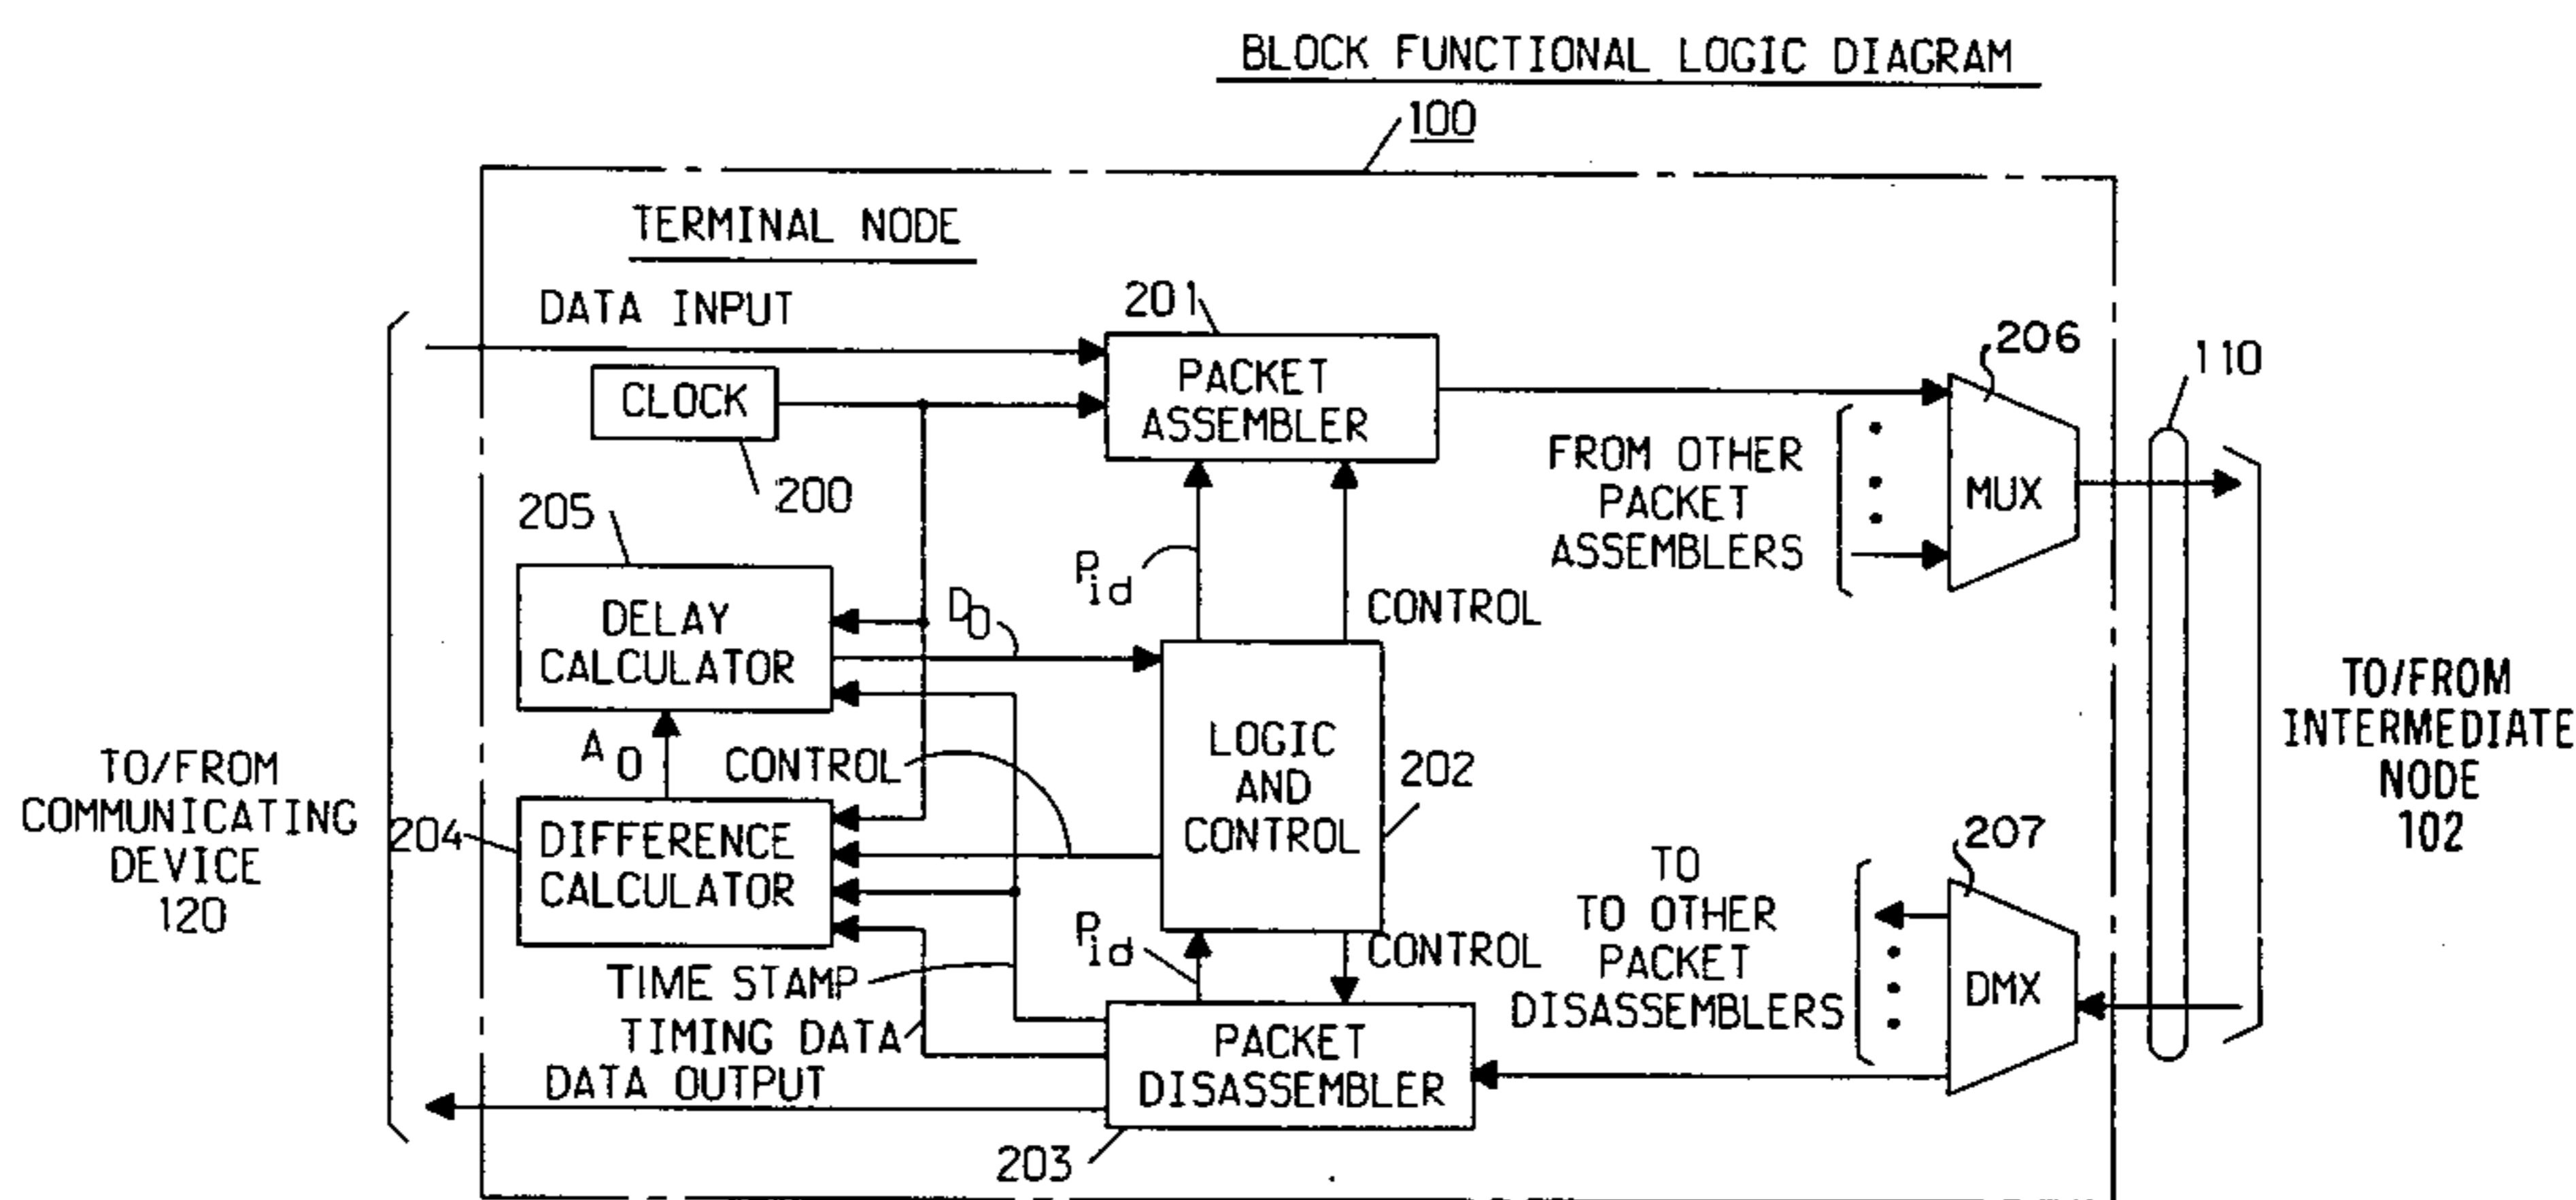 BLOCK FUNCTIONAL LOGIC DIAGRAM
100
TERMINAL NODE
DATA INPUT
201
PACKET
ASSEMBLER
CLOCK
200
206
MUX
110
FROM OTHER
PACKET
ASSEMBLERS
205
DELAY
CALCULATOR
D0
Pid
CONTROL
A0
CONTROL
LOGIC
AND
CONTROL
202
TO/FROM
COMMUNICATING
DEVICE
120
204
DIFFERENCE
CALCULATOR
TO/FROM
INTERMEDIATE
NODE
102
207
DMX
TO
TO OTHER
PACKET
DISASSEMBLERS
Pid
CONTROL
TIME STAMP
TIMING DATA
DATA OUTPUT
PACKET
DISASSEMBLER
203